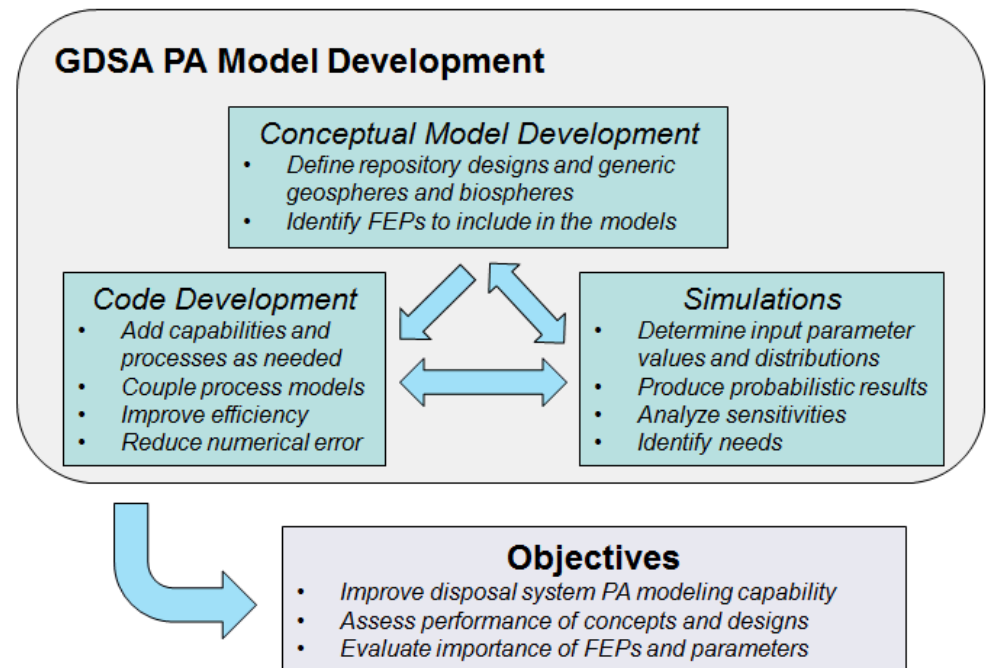 GDSA PA Model Development
Conceptual Model Development
• Define repository designs and generic
geospheres and biospheres
• Identify FEPs to include in the models
Code Development
• Add capabilities and
processes as needed
• Couple process models
• Improve efficiency
• Reduce numerical error
Simulations
• Determine input parameter
values and distributions
• Produce probabilistic results
• Analyze sensitivities
• Identify needs
Objectives
• Improve disposal system PA modeling capability
• Assess performance of concepts and designs
• Evaluate importance of FEPs and parameters